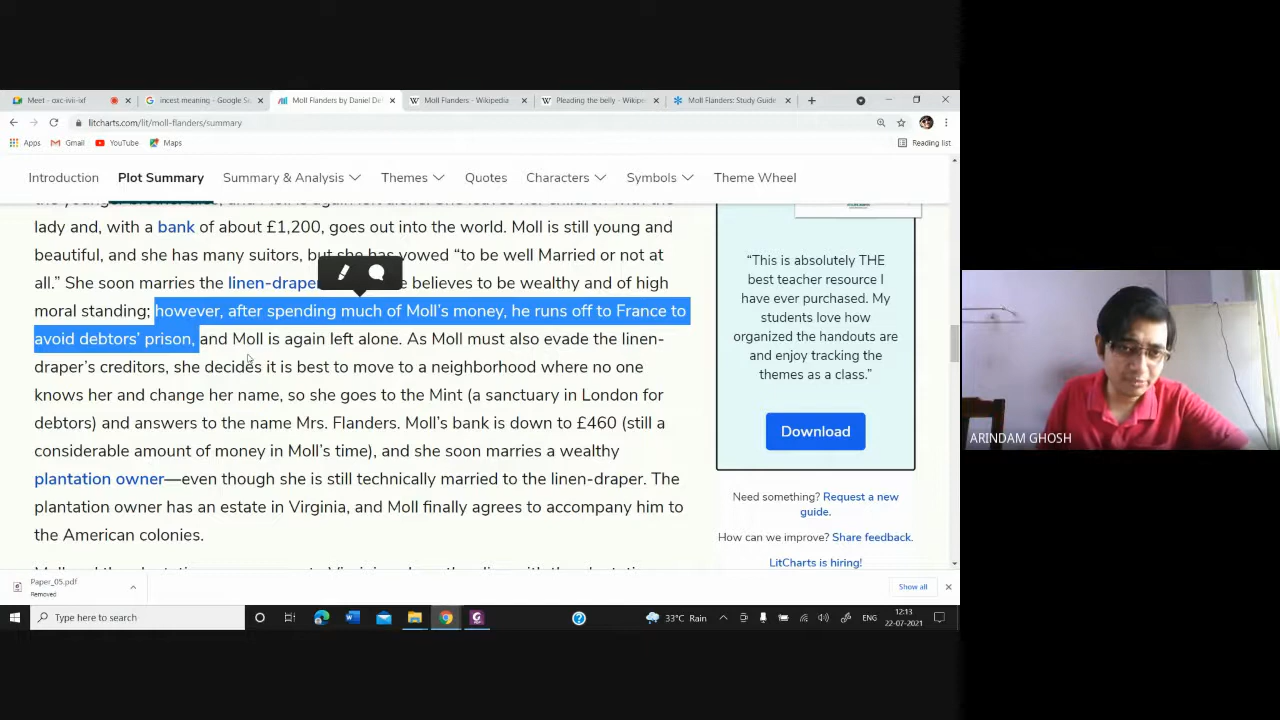 Meet - oxc-ivii-ixf
incest meaning - Google Se
Moll Flanders by Daniel De
Moll Flanders - Wikipedia
Pleading the belly - Wikipe
Moll Flanders: Study Guide
litcharts.com/lit/moll-flanders/summary
Apps
Gmail
YouTube
Maps
Reading list
Introduction
Plot Summary
Summary & Analysis
Themes
Quotes
Characters
Symbols
Theme Wheel
lady and, with a bank of about £1,200, goes out into the world. Moll is still young and
beautiful, and she has many suitors, but she has vowed “to be well Married or not at
all.” She soon marries the linen-draper believes to be wealthy and of high
moral standing; however, after spending much of Moll’s money, he runs off to France to
avoid debtors’ prison, and Moll is again left alone. As Moll must also evade the linen-
draper’s creditors, she decides it is best to move to a neighborhood where no one
knows her and change her name, so she goes to the Mint (a sanctuary in London for
debtors) and answers to the name Mrs. Flanders. Moll’s bank is down to £460 (still a
considerable amount of money in Moll’s time), and she soon marries a wealthy
plantation owner—even though she is still technically married to the linen-draper. The
plantation owner has an estate in Virginia, and Moll finally agrees to accompany him to
the American colonies.
“This is absolutely THE
best teacher resource I
have ever purchased. My
students love how
organized the handouts are
and enjoy tracking the
themes as a class.”
Download
Need something? Request a new
guide.
How can we improve? Share feedback.
LitCharts is hiring!
Paper_05.pdf
Removed
Show all
Type here to search
33°C Rain
ENG
12:13
22-07-2021
ARINDAM GHOSH